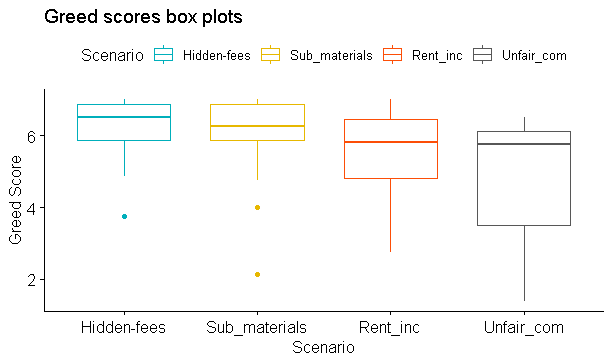 Greed scores box plots
Scenario Hidden-fees Sub_materials Rent_inc Unfair_com
6
4
2
Greed Score
Hidden-fees Sub_materials Rent_inc Unfair_com
Scenario